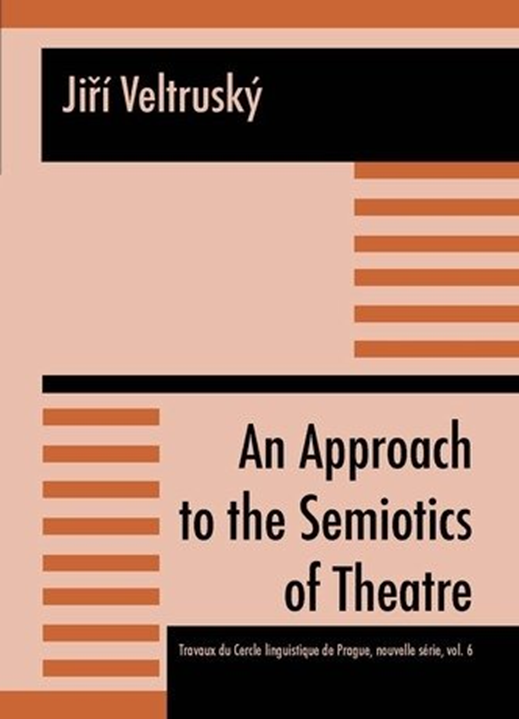 Jiří Veltruský
An Approach
to the Semiotics
of Theatre
Travaux du Cercle linguistique de Prague, nouvelle série, vol. 6